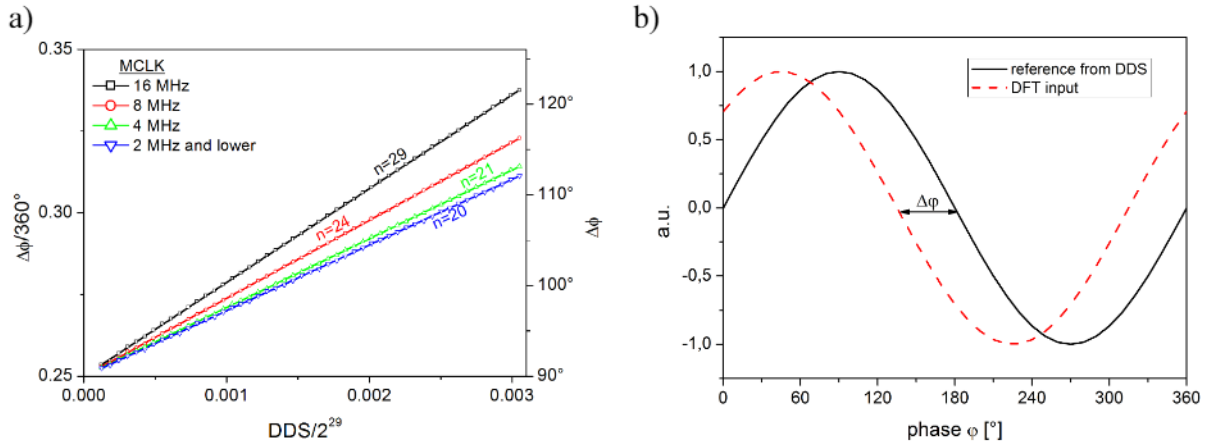 a)
0.35
0.30
0.25
Δϕ/360°
MCLK
16 MHz
8 MHz
4 MHz
2 MHz and lower
n=29
n=24
n=21
n=20
120°
110°
100°
90°
Δϕ
0.000
0.001
0.002
0.003
DDS/2²⁹
b)
1,0
0,5
0,0
-0,5
-1,0
a.u.
reference from DDS
DFT input
Δφ
0
60
120
180
240
300
360
phase φ [°]